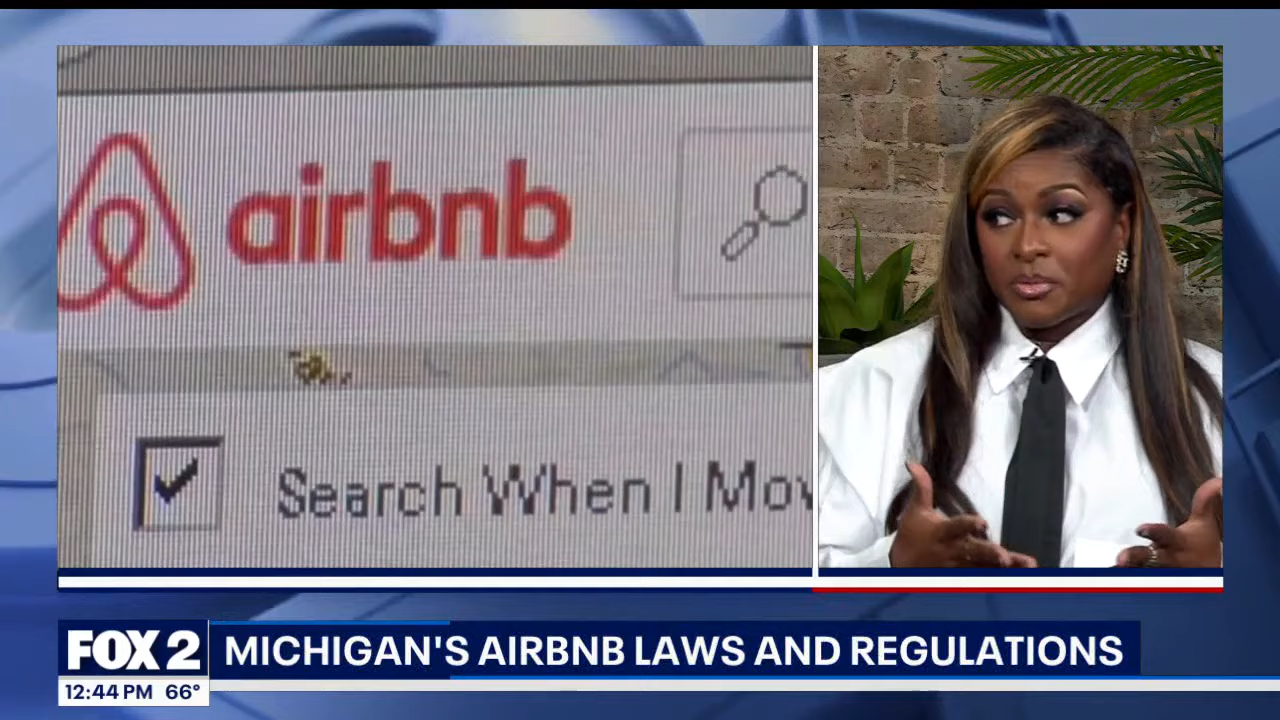 airbnb
Search When I Mov
FOX 2
MICHIGAN'S AIRBNB LAWS AND REGULATIONS
12:44 PM 66°